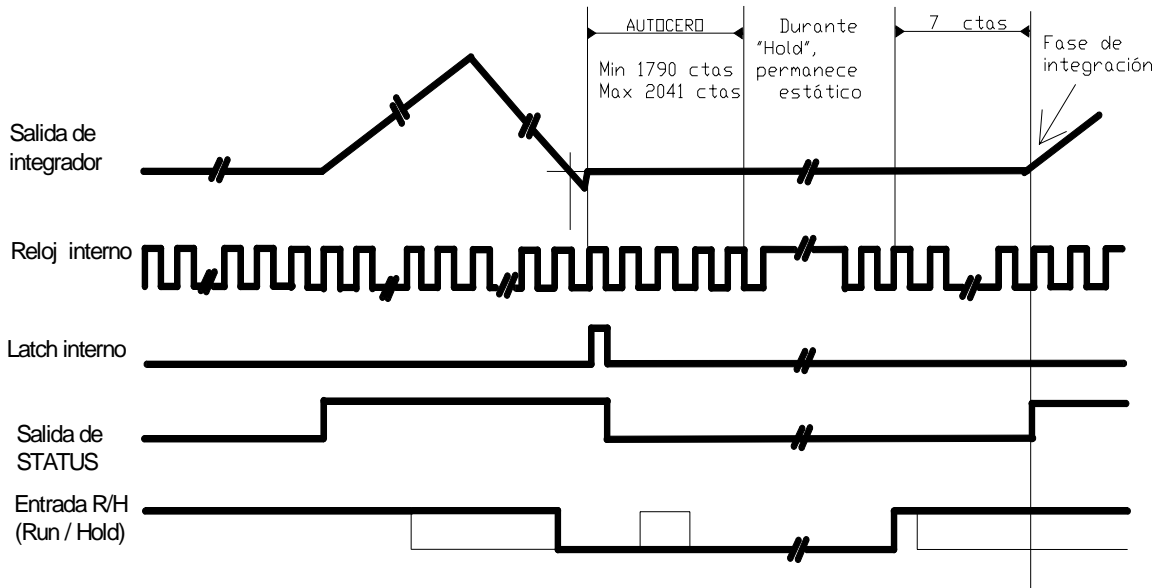 AUTOCERO
Min 1790 ctas
Max 2041 ctas
Durante
"Hold",
permanece
estático
7 ctas
Fase de
integración
Salida de
integrador
Reloj interno
Latch interno
Salida de
STATUS
Entrada R/H
(Run / Hold)